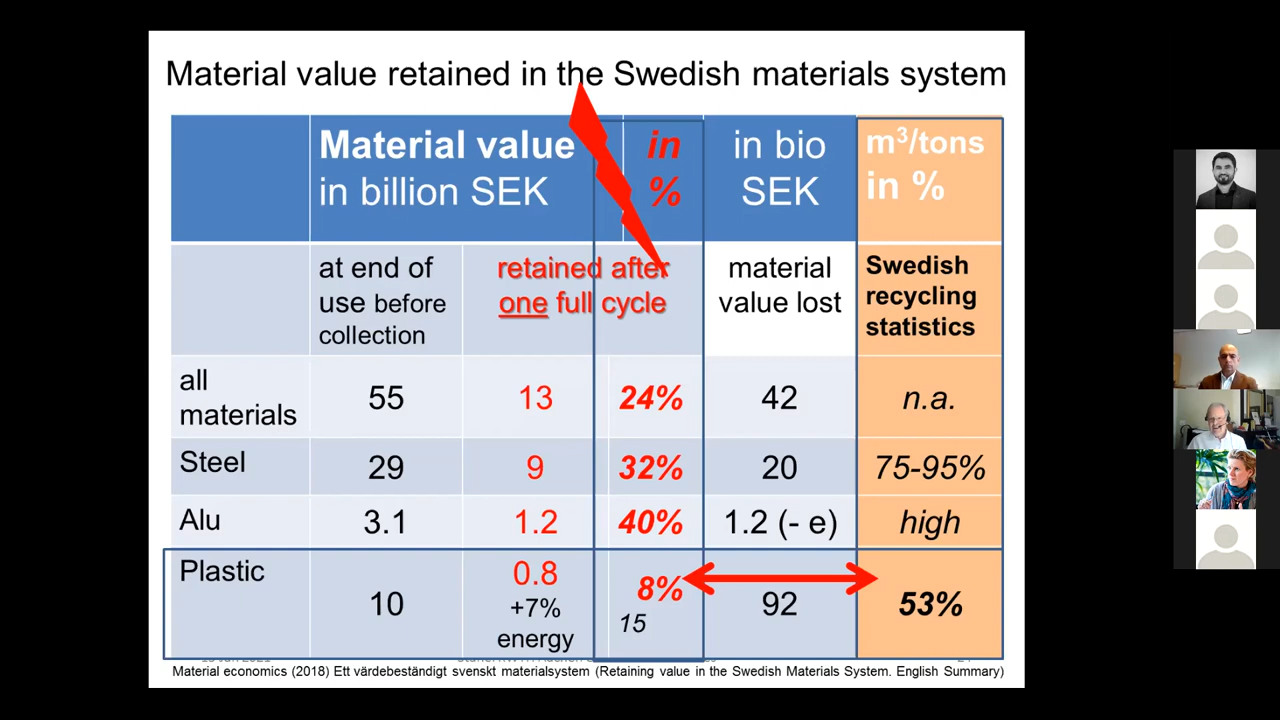 Material value retained in the Swedish materials system
Material value
in billion SEK
in
%
in bio
SEK
m³/tons
in %
at end of
use before
collection
retained after
one full cycle
material
value lost
Swedish
recycling
statistics
all
materials
55
13
24%
42
n.a.
Steel
29
9
32%
20
75-95%
Alu
3.1
1.2
40%
1.2 (- e)
high
Plastic
10
0.8
+7%
energy
8%
15
92
53%
Material economics (2018) Ett värdebeständigt svenskt materialsystem (Retaining value in the Swedish Materials System. English Summary)